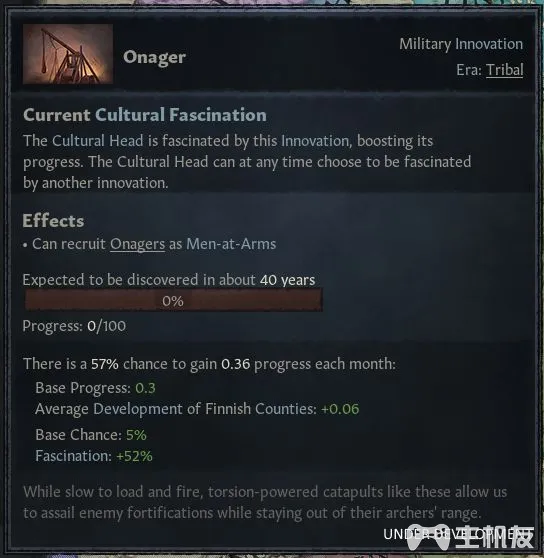 Onager
Military Innovation
Era: Tribal
Current Cultural Fascination
The Cultural Head is fascinated by this Innovation, boosting its
progress. The Cultural Head can at any time choose to be fascinated
by another innovation.
Effects
• Can recruit Onagers as Men-at-Arms
Expected to be discovered in about 40 years
0%
Progress: 0/100
There is a 57% chance to gain 0.36 progress each month:
Base Progress: 0.3
Average Development of Finnish Counties: +0.06
Base Chance: 5%
Fascination: +52%
While slow to load and fire, torsion-powered catapults like these allow us
to assail enemy fortifications while staying out of their archers' range.
UNDER DEVELOPMENT
主机友